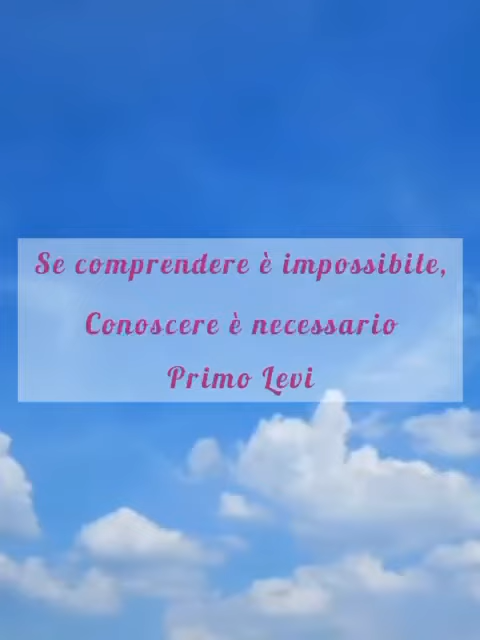 Se comprendere è impossibile,
Conoscere è necessario
Primo Levi